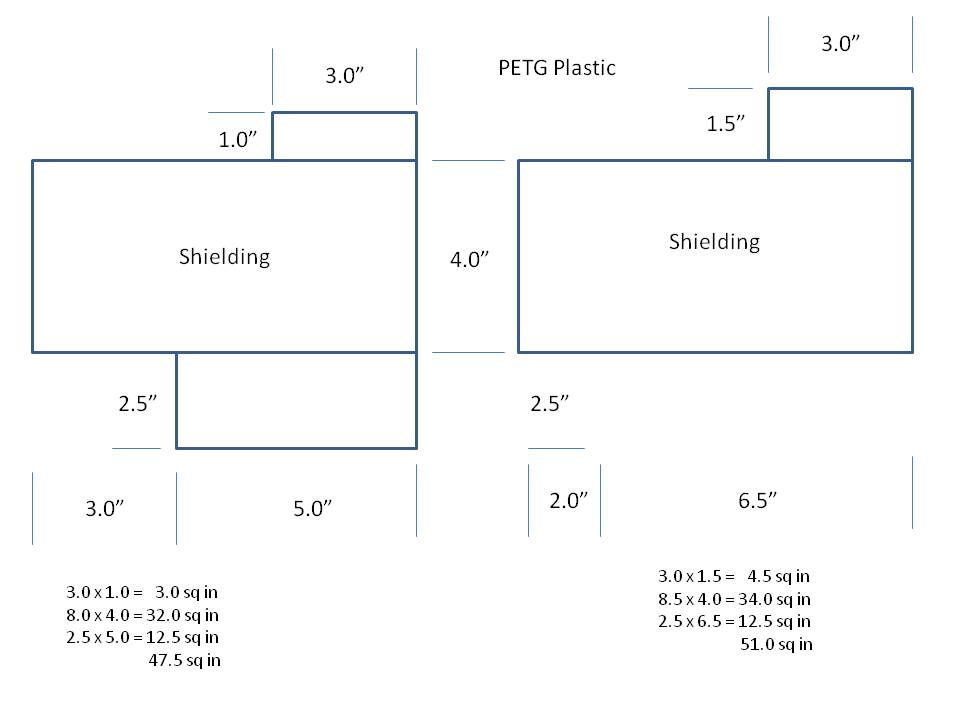 3.0”
PETG Plastic
3.0”
1.0”
1.5”
Shielding
4.0”
Shielding
2.5”
2.5”
3.0”
5.0”
2.0”
6.5”
3.0 x 1.0 = 3.0 sq in
8.0 x 4.0 = 32.0 sq in
2.5 x 5.0 = 12.5 sq in
47.5 sq in
3.0 x 1.5 = 4.5 sq in
8.5 x 4.0 = 34.0 sq in
2.5 x 6.5 = 12.5 sq in
51.0 sq in